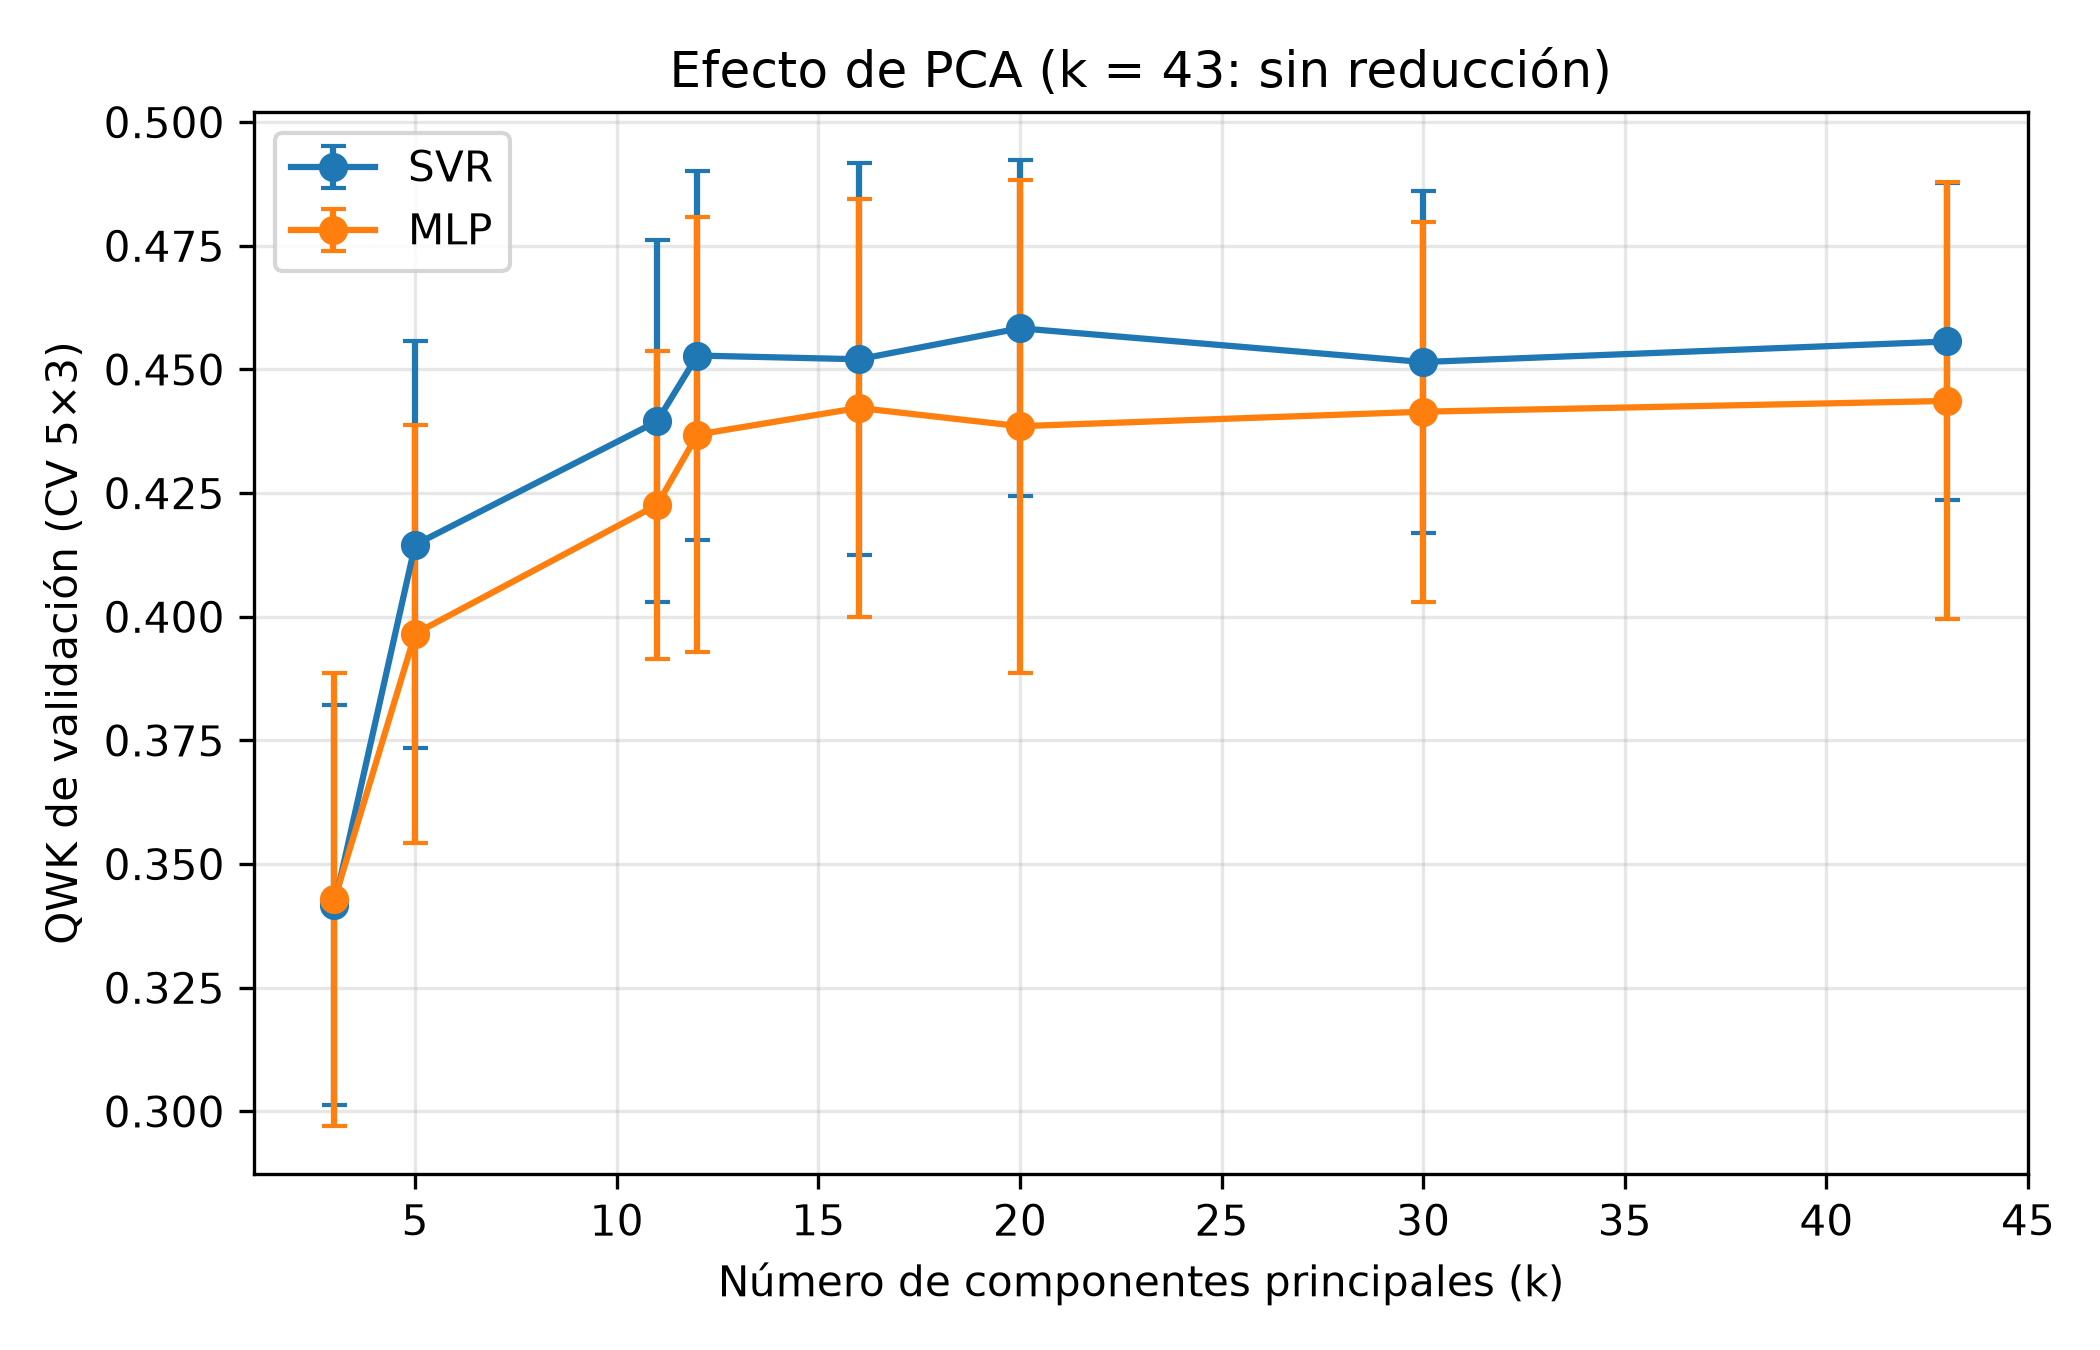 Efecto de PCA (k = 43: sin reducción)
SVR
MLP
QWK de validación (CV 5×3)
0.500
0.475
0.450
0.425
0.400
0.375
0.350
0.325
0.300
5 10 15 20 25 30 35 40 45
Número de componentes principales (k)